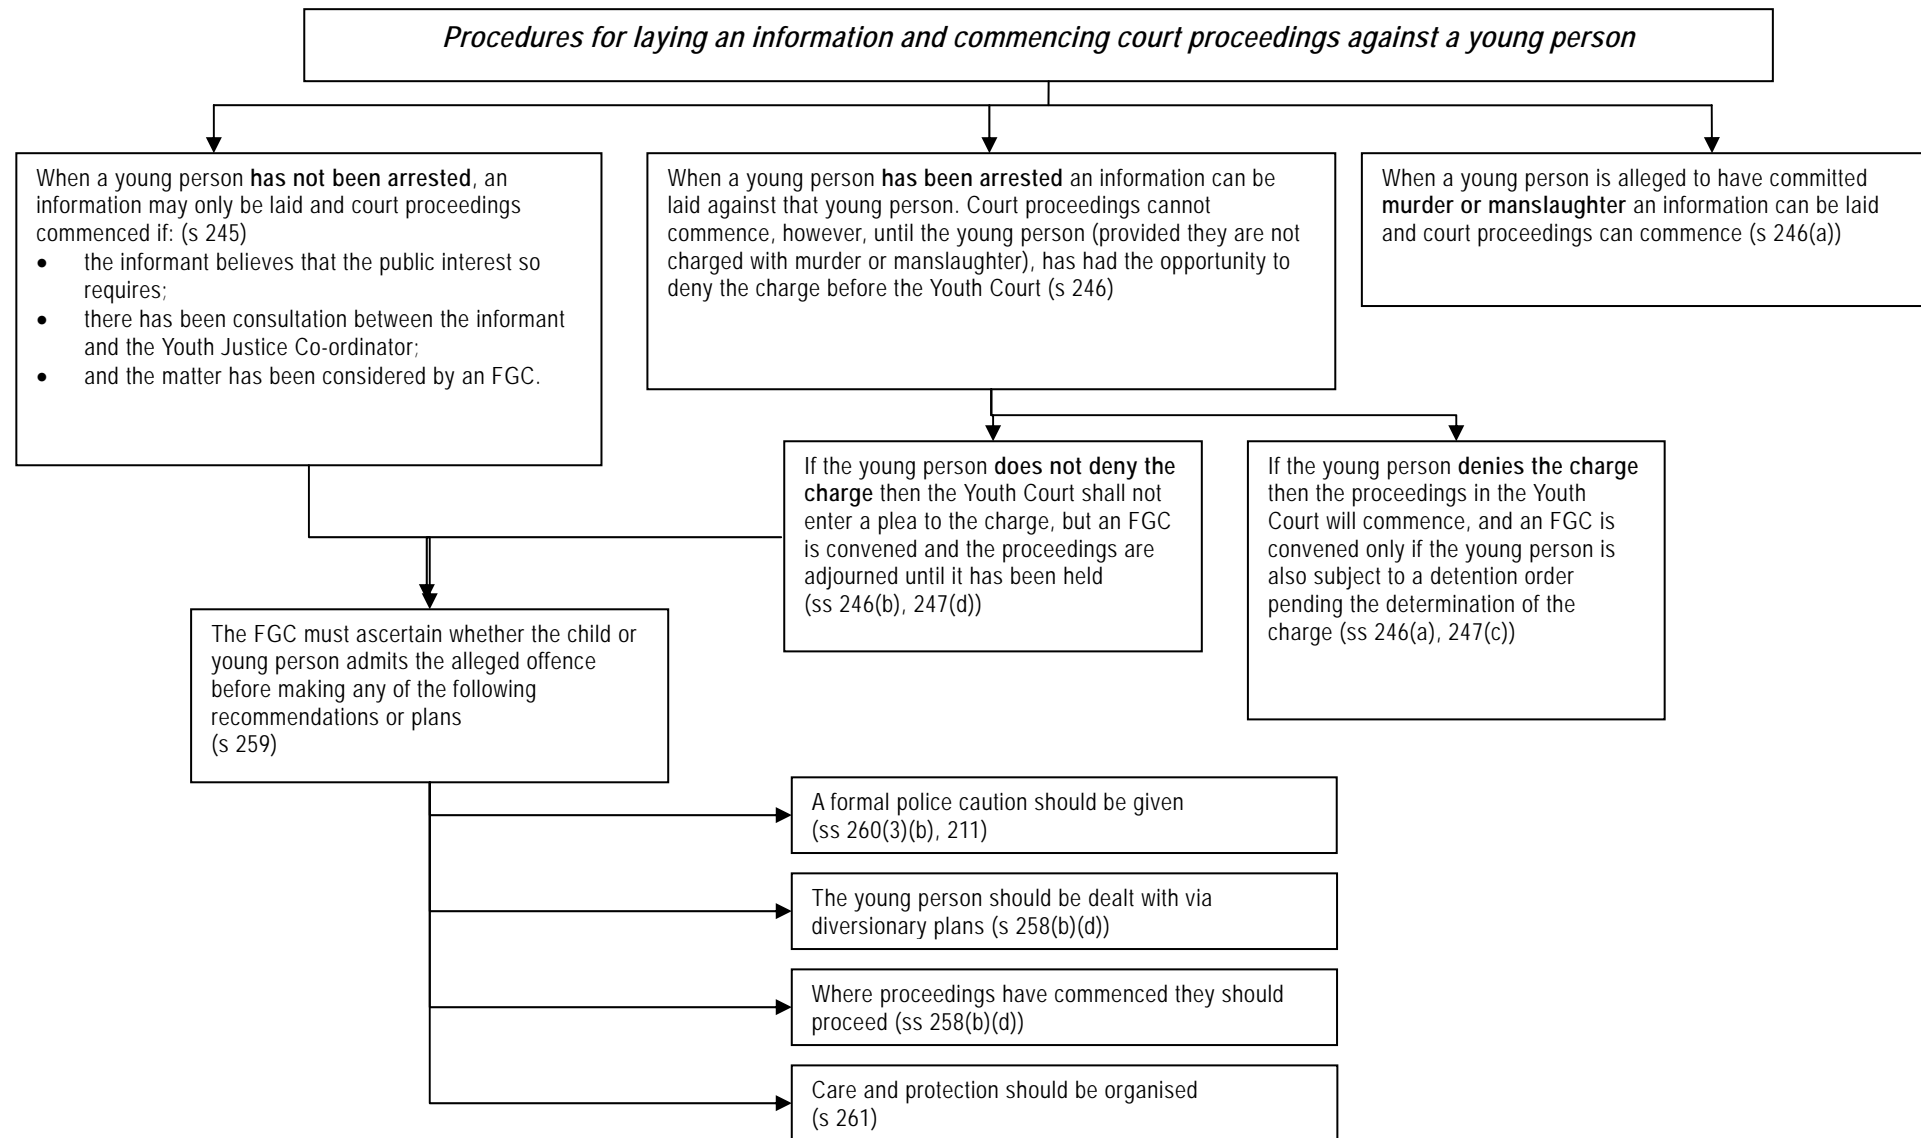 Procedures for laying an information and commencing court proceedings against a young person
When a young person has not been arrested, an
information may only be laid and court proceedings
commenced if: (s 245)
• the informant believes that the public interest so
requires;
• there has been consultation between the informant
and the Youth Justice Co-ordinator;
• and the matter has been considered by an FGC.
When a young person has been arrested an information can be
laid against that young person. Court proceedings cannot
commence, however, until the young person (provided they are not
charged with murder or manslaughter), has had the opportunity to
deny the charge before the Youth Court (s 246)
When a young person is alleged to have committed
murder or manslaughter an information can be laid
and court proceedings can commence (s 246(a))
If the young person does not deny the
charge then the Youth Court shall not
enter a plea to the charge, but an FGC
is convened and the proceedings are
adjourned until it has been held
(ss 246(b), 247(d))
If the young person denies the charge
then the proceedings in the Youth
Court will commence, and an FGC is
convened only if the young person is
also subject to a detention order
pending the determination of the
charge (ss 246(a), 247(c))
The FGC must ascertain whether the child or
young person admits the alleged offence
before making any of the following
recommendations or plans
(s 259)
A formal police caution should be given
(ss 260(3)(b), 211)
The young person should be dealt with via
diversionary plans (s 258(b)(d))
Where proceedings have commenced they should
proceed (ss 258(b)(d))
Care and protection should be organised
(s 261)